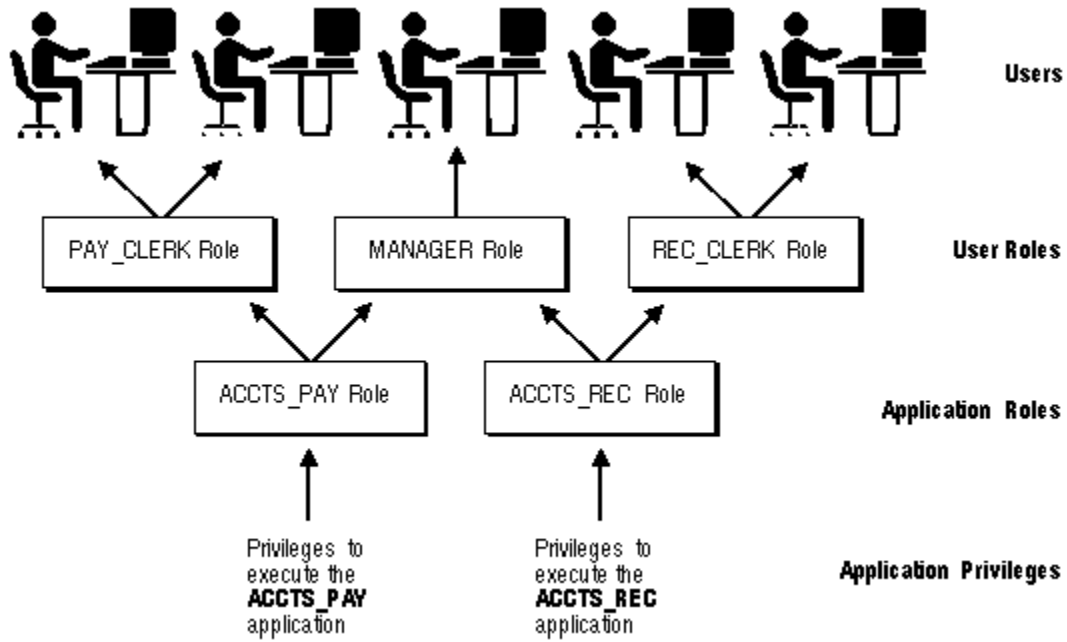 Users
PAY_CLERK Role
MANAGER Role
REC_CLERK Role
User Roles
ACCTS_PAY Role
ACCTS_REC Role
Application Roles
Privileges to
execute the
ACCTS_PAY
application
Privileges to
execute the
ACCTS_REC
application
Application Privileges